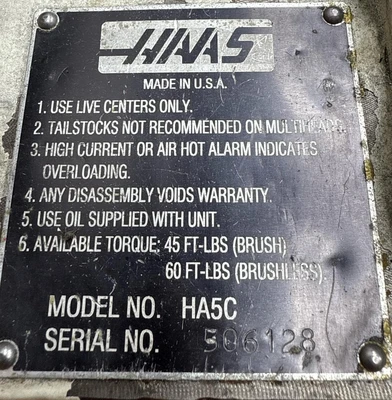 HAAS
MADE IN U.S.A.
1. USE LIVE CENTERS ONLY.
2. TAILSTOCKS NOT RECOMMENDED ON MULTIHEADS.
3. HIGH CURRENT OR AIR HOT ALARM INDICATES
OVERLOADING.
4. ANY DISASSEMBLY VOIDS WARRANTY.
5. USE OIL SUPPLIED WITH UNIT.
6. AVAILABLE TORQUE: 45 FT-LBS (BRUSH)
60 FT-LBS (BRUSHLESS).
MODEL NO. HA5C
SERIAL NO. 506128